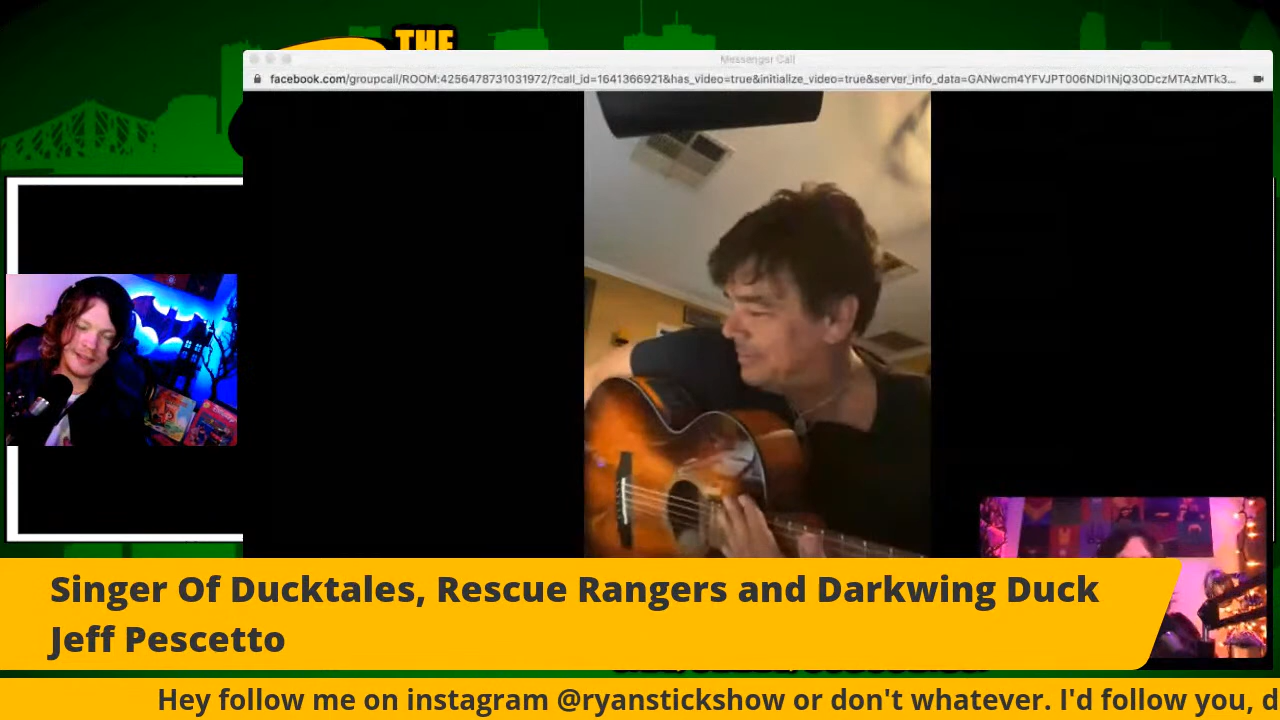 THE
Messenger Call
facebook.com/groupcall/ROOM:4256478731031972/?call_id=1641366921&has_video=true&initialize_video=true&server_info_data=GANwcm4YFVJPT006NDI1NjQ3ODczMTAzMTk3...
Singer Of Ducktales, Rescue Rangers and Darkwing Duck
Jeff Pescetto
Hey follow me on instagram @ryanstickshow or don't whatever. I'd follow you, d